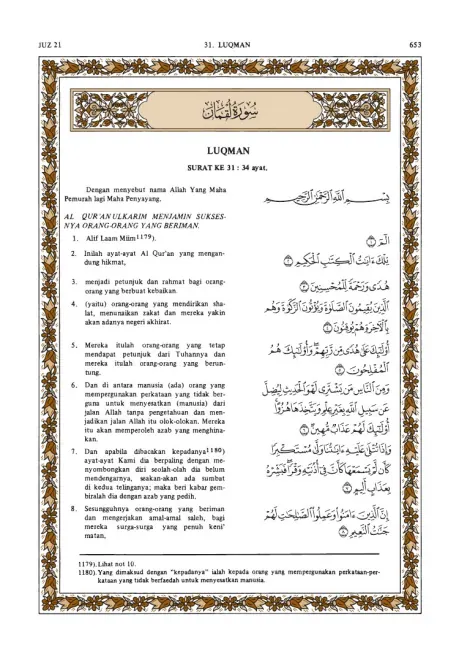 JUZ 21 31. LUQMAN 653
سورة لقمان
LUQMAN
SURAT KE 31 : 34 ayat.
Dengan menyebut nama Allah Yang Maha
Pemurah lagi Maha Penyayang.
AL QUR'ANULKARIM MENJAMIN SUKSES-
NYA ORANG-ORANG YANG BERIMAN.
1. Alif Laam Miim1179).
2. Inilah ayat-ayat Al Qur'an yang mengan-
dung hikmat,
3. menjadi petunjuk dan rahmat bagi orang-
orang yang berbuat kebaikan.
4. (yaitu) orang-orang yang mendirikan sha-
lat, menunaikan zakat dan mereka yakin
akan adanya negeri akhirat.
5. Mereka itulah orang-orang yang tetap
mendapat petunjuk dari Tuhannya dan
mereka itulah orang-orang yang berun-
tung.
6. Dan di antara manusia (ada) orang yang
mempergunakan perkataan yang tidak ber-
guna untuk menyesatkan (manusia) dari
jalan Allah tanpa pengetahuan dan men-
jadikan jalan Allah itu olok-olokan. Mereka
itu akan memperoleh azab yang menghina-
kan.
7. Dan apabila dibacakan kepadanya1180)
ayat-ayat Kami dia berpaling dengan me-
nyombongkan diri seolah-olah dia belum
mendengarnya, seakan-akan ada sumbat
di kedua telinganya; maka beri kabar gem-
biralah dia dengan azab yang pedih.
8. Sesungguhnya orang-orang yang beriman
dan mengerjakan amal-amal saleh, bagi
mereka surga-surga yang penuh keni'
matan,
بِسْمِ اللَّهِ الرَّحْمَٰنِ الرَّحِيمِ
الٓمٓ ①
تِلْكَ ءَايَٰتُ ٱلْكِتَٰبِ ٱلْحَكِيمِ ②
هُدًى وَرَحْمَةً لِّلْمُحْسِنِينَ ③
ٱلَّذِينَ يُقِيمُونَ ٱلصَّلَوٰةَ وَيُؤْتُونَ ٱلزَّكَوٰةَ وَهُم
بِٱلْءَاخِرَةِ هُمْ يُوقِنُونَ ④
أُو۟لَٰٓئِكَ عَلَىٰ هُدًى مِّن رَّبِّهِمْ وَأُو۟لَٰٓئِكَ هُمُ
ٱلْمُفْلِحُونَ ⑤
وَمِنَ ٱلنَّاسِ مَن يَشْتَرِى لَهْوَ ٱلْحَدِيثِ لِيُضِلَّ
عَن سَبِيلِ ٱللَّهِ بِغَيْرِ عِلْمٍ وَيَتَّخِذَهَا هُزُوًا
أُو۟لَٰٓئِكَ لَهُمْ عَذَابٌ مُّهِينٌ ⑥
وَإِذَا تُتْلَىٰ عَلَيْهِ ءَايَٰتُنَا وَلَّىٰ مُسْتَكْبِرًا
كَأَن لَّمْ يَسْمَعْهَا كَأَنَّ فِىٓ أُذُنَيْهِ وَقْرًا فَبَشِّرْهُ
بِعَذَابٍ أَلِيمٍ ⑦
إِنَّ ٱلَّذِينَ ءَامَنُوا۟ وَعَمِلُوا۟ ٱلصَّٰلِحَٰتِ لَهُمْ
جَنَّٰتُ ٱلنَّعِيمِ ⑧
1179). Lihat not 10.
1180). Yang dimaksud dengan "kepadanya" ialah kepada orang yang mempergunakan perkataan-per-
kataan yang tidak berfaedah untuk menyesatkan manusia.